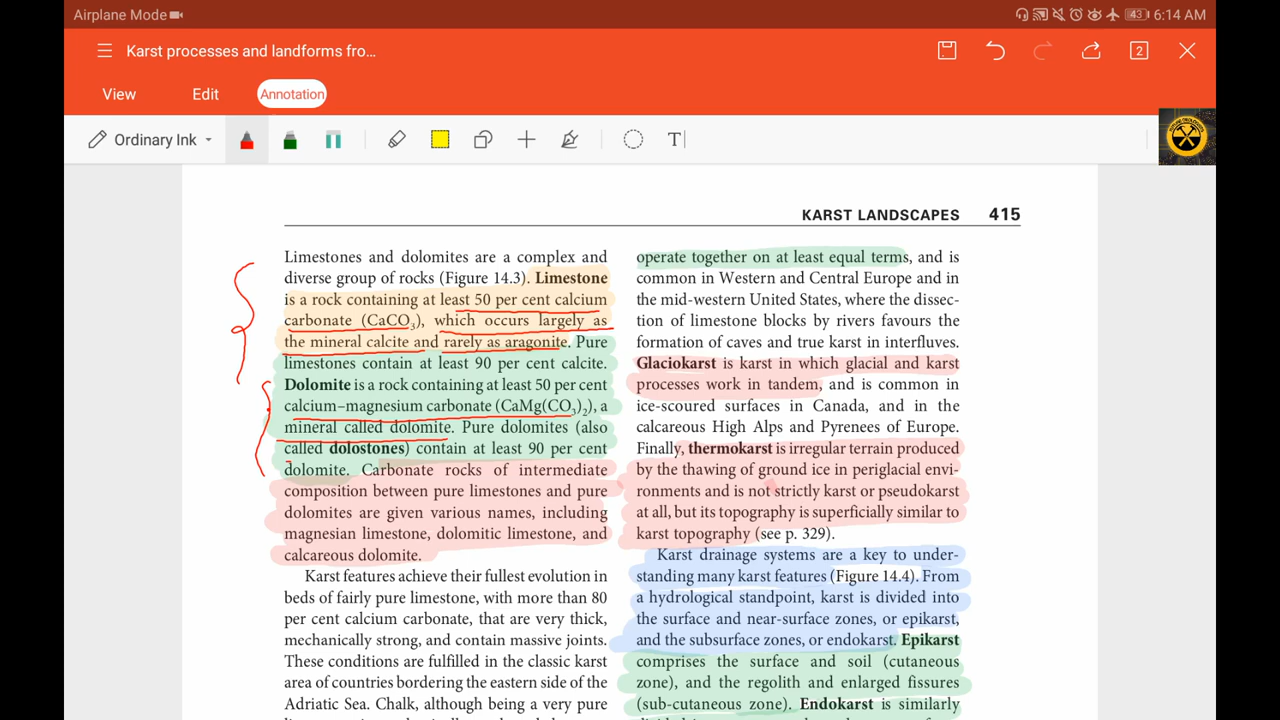 Airplane Mode
43 6:14 AM
Karst processes and landforms fro...
2
View Edit Annotation
Ordinary Ink
T
KARST LANDSCAPES 415
Limestones and dolomites are a complex and
diverse group of rocks (Figure 14.3). Limestone
is a rock containing at least 50 per cent calcium
carbonate (CaCO₃), which occurs largely as
the mineral calcite and rarely as aragonite. Pure
limestones contain at least 90 per cent calcite.
Dolomite is a rock containing at least 50 per cent
calcium–magnesium carbonate (CaMg(CO₃)₂), a
mineral called dolomite. Pure dolomites (also
called dolostones) contain at least 90 per cent
dolomite. Carbonate rocks of intermediate
composition between pure limestones and pure
dolomites are given various names, including
magnesian limestone, dolomitic limestone, and
calcareous dolomite.
Karst features achieve their fullest evolution in
beds of fairly pure limestone, with more than 80
per cent calcium carbonate, that are very thick,
mechanically strong, and contain massive joints.
These conditions are fulfilled in the classic karst
area of countries bordering the eastern side of the
Adriatic Sea. Chalk, although being a very pure
operate together on at least equal terms, and is
common in Western and Central Europe and in
the mid-western United States, where the dissec-
tion of limestone blocks by rivers favours the
formation of caves and true karst in interfluves.
Glaciokarst is karst in which glacial and karst
processes work in tandem, and is common in
ice-scoured surfaces in Canada, and in the
calcareous High Alps and Pyrenees of Europe.
Finally, thermokarst is irregular terrain produced
by the thawing of ground ice in periglacial envi-
ronments and is not strictly karst or pseudokarst
at all, but its topography is superficially similar to
karst topography (see p. 329).
Karst drainage systems are a key to under-
standing many karst features (Figure 14.4). From
a hydrological standpoint, karst is divided into
the surface and near-surface zones, or epikarst,
and the subsurface zones, or endokarst. Epikarst
comprises the surface and soil (cutaneous
zone), and the regolith and enlarged fissures
(sub-cutaneous zone). Endokarst is similarly